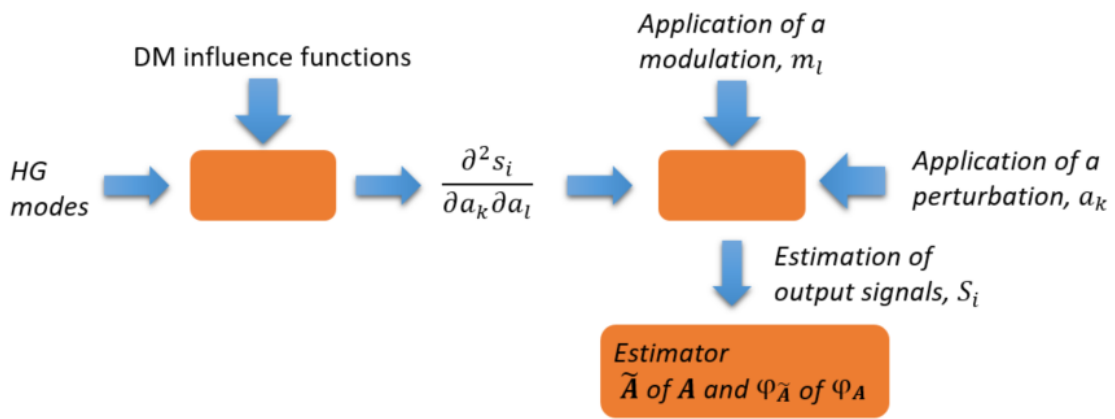 Application of a
modulation, m_l
DM influence functions
HG
modes
∂²s_i
∂a_k∂a_l
Application of a
perturbation, a_k
Estimation of
output signals, S_i
Estimator
Ã of A and φ_Ã of φ_A